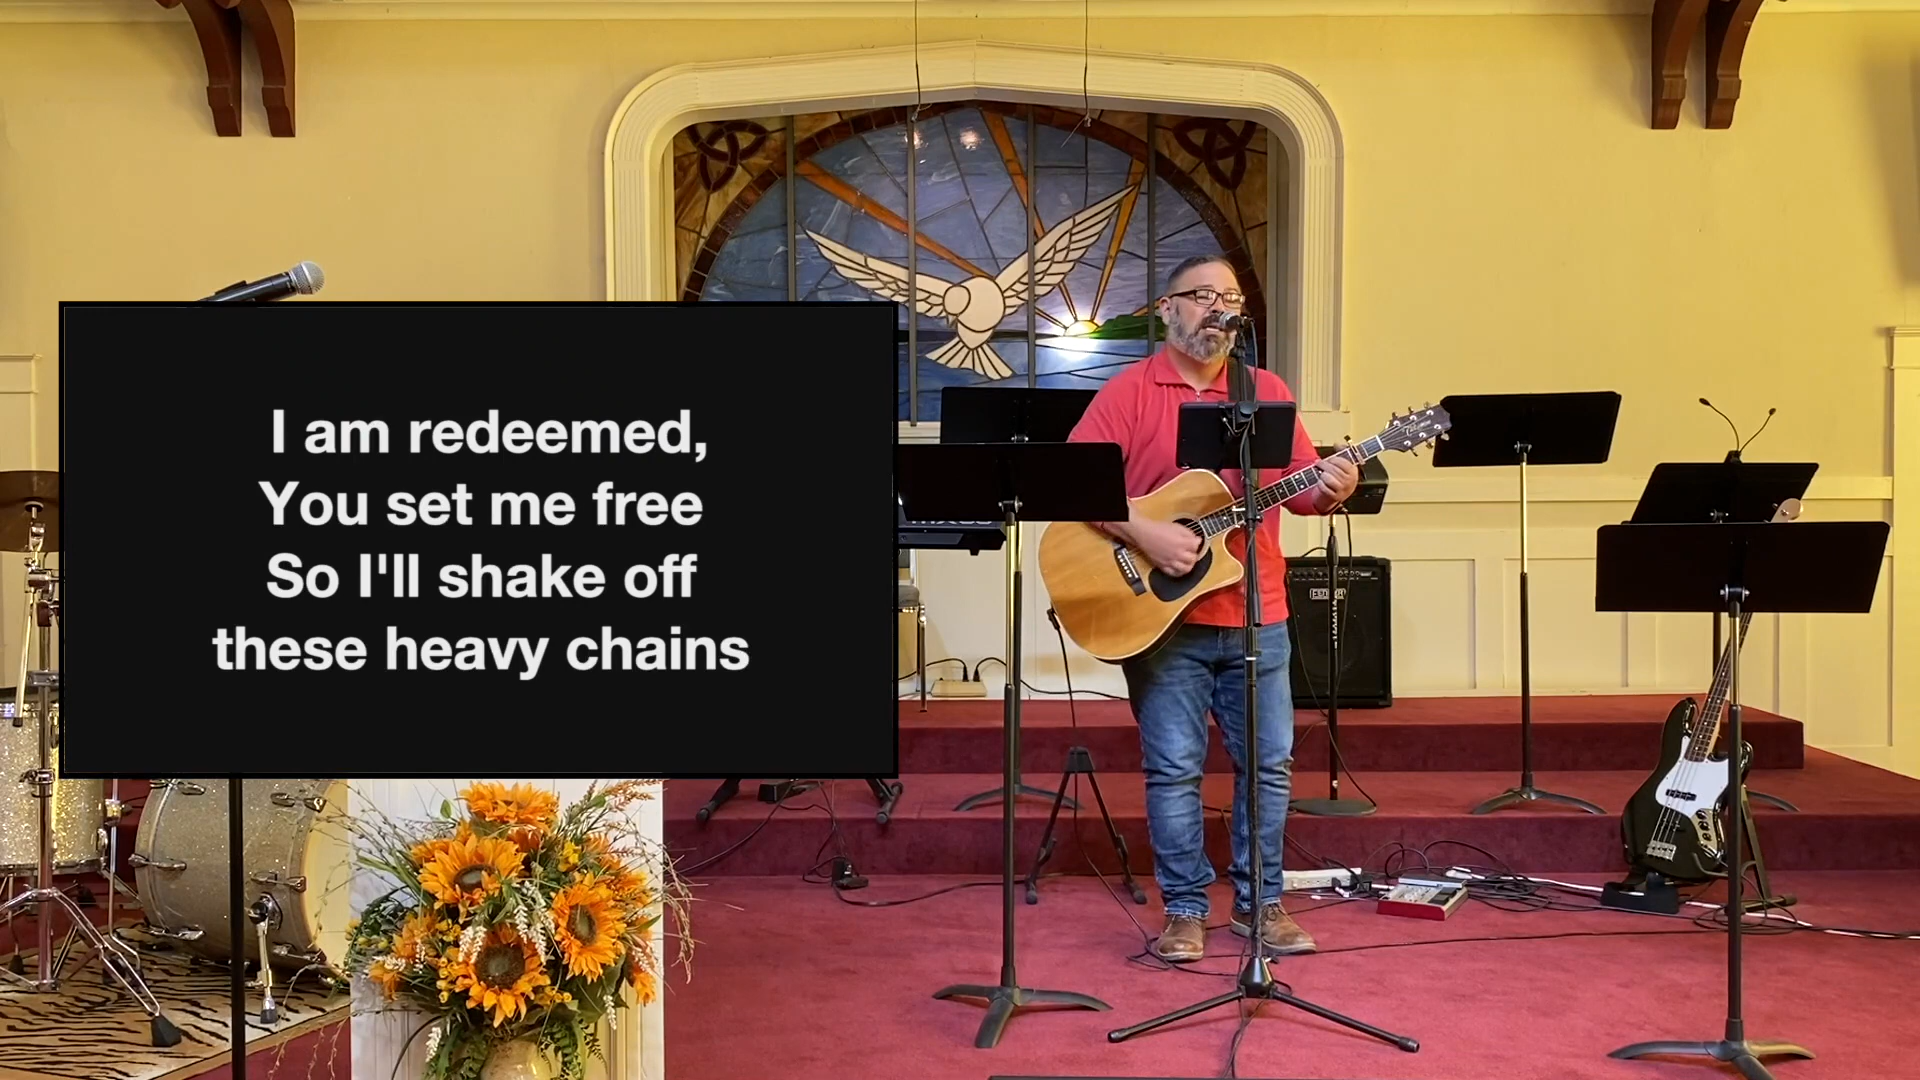 I am redeemed,
You set me free
So I'll shake off
these heavy chains